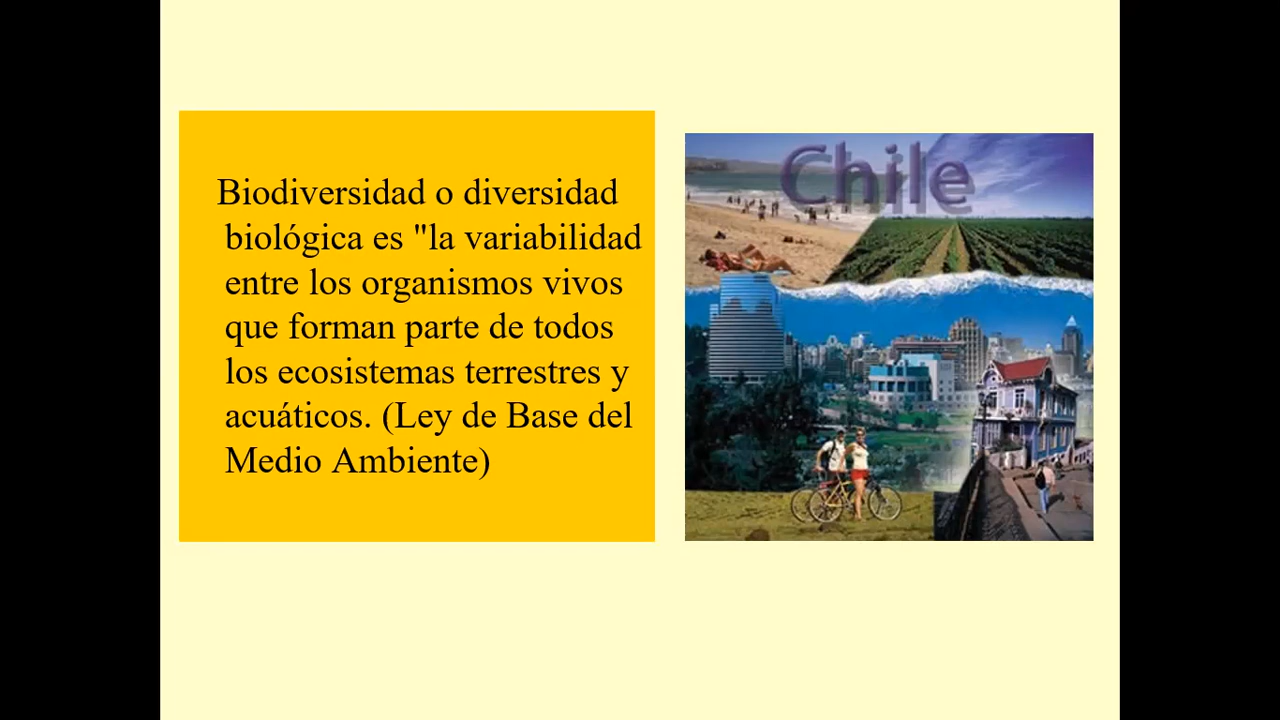 Biodiversidad o diversidad
biológica es "la variabilidad
entre los organismos vivos
que forman parte de todos
los ecosistemas terrestres y
acuáticos. (Ley de Base del
Medio Ambiente)
Chile